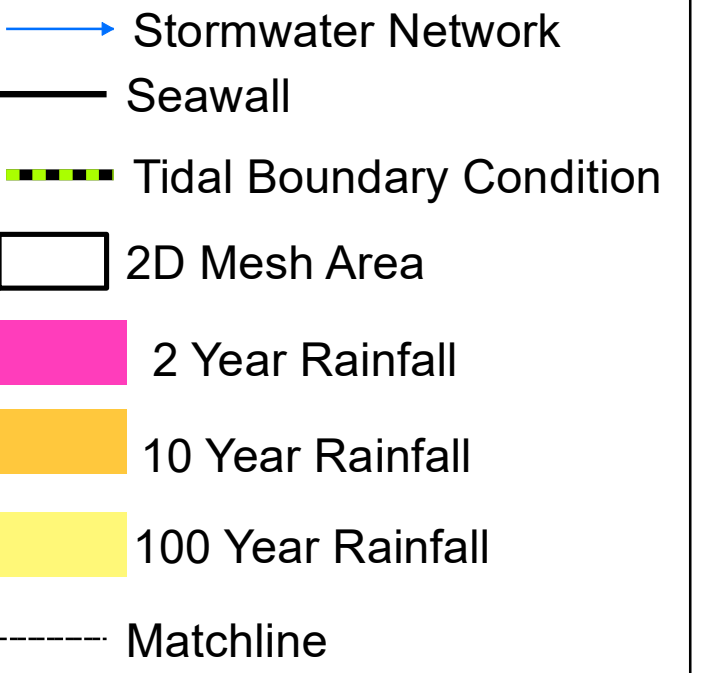 Stormwater Network
Seawall
Tidal Boundary Condition
2D Mesh Area
2 Year Rainfall
10 Year Rainfall
100 Year Rainfall
Matchline